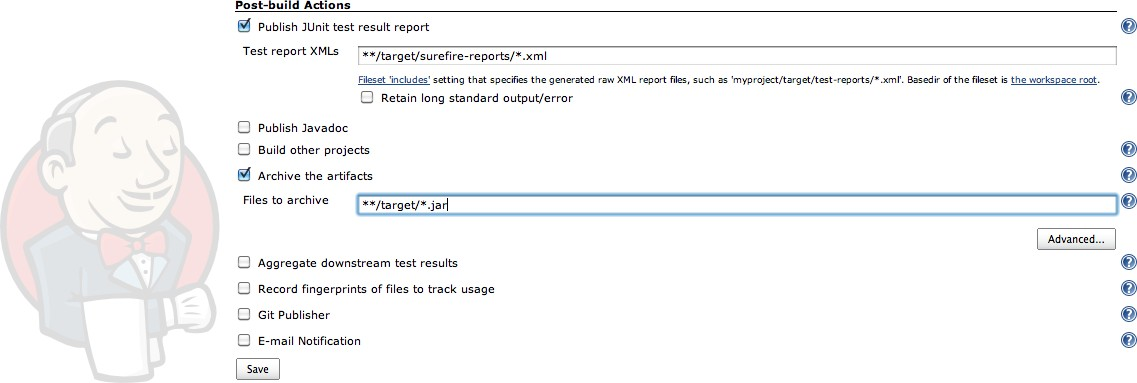 Post-build Actions
Publish JUnit test result report
Test report XMLs
**/target/surefire-reports/*.xml
Fileset 'includes' setting that specifies the generated raw XML report files, such as 'myproject/target/test-reports/*.xml'. Basedir of the fileset is the workspace root.
Retain long standard output/error
Publish Javadoc
Build other projects
Archive the artifacts
Files to archive
**/target/*.jar
Advanced...
Aggregate downstream test results
Record fingerprints of files to track usage
Git Publisher
E-mail Notification
Save